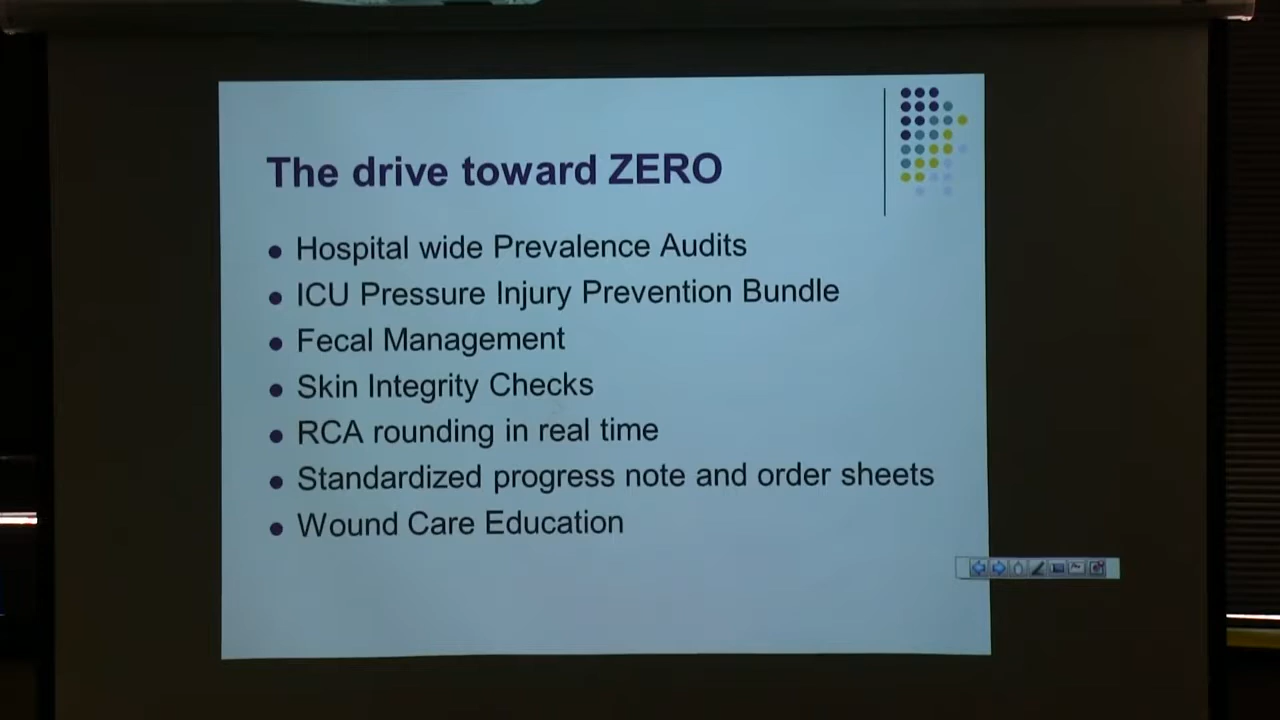 The drive toward ZERO
Hospital wide Prevalence Audits
ICU Pressure Injury Prevention Bundle
Fecal Management
Skin Integrity Checks
RCA rounding in real time
Standardized progress note and order sheets
Wound Care Education